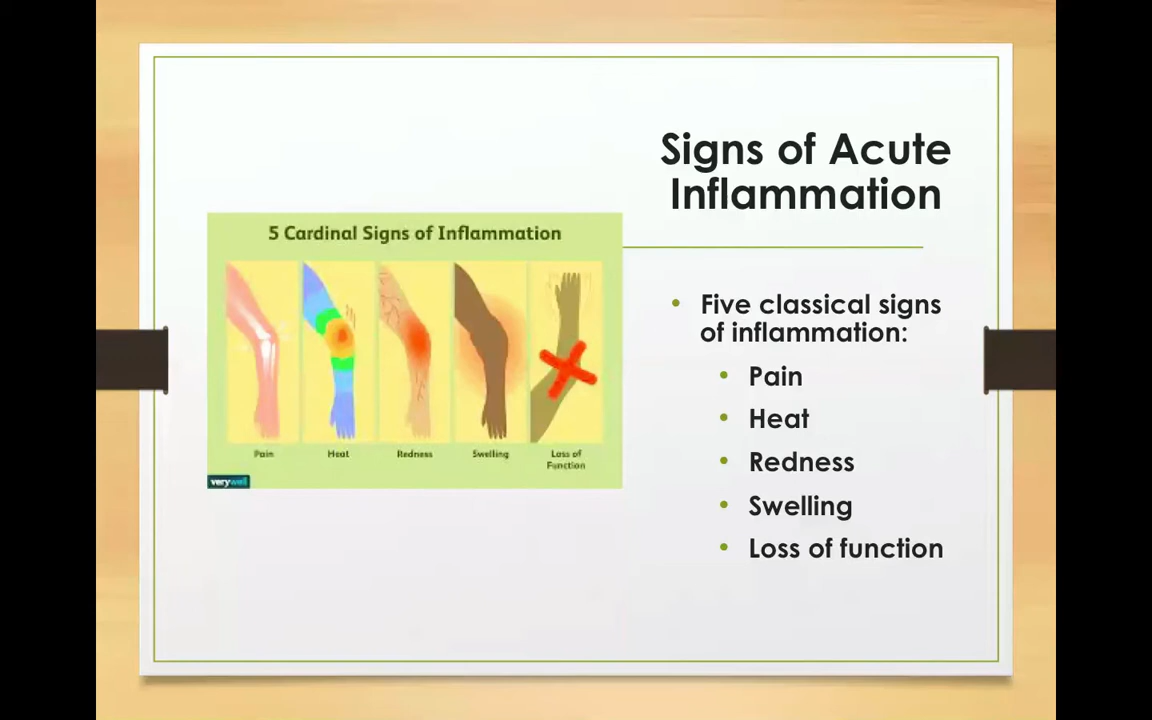 Signs of Acute
Inflammation
5 Cardinal Signs of Inflammation
Pain
Heat
Redness
Swelling
Loss of
Function
verywell
• Five classical signs
of inflammation:
• Pain
• Heat
• Redness
• Swelling
• Loss of function